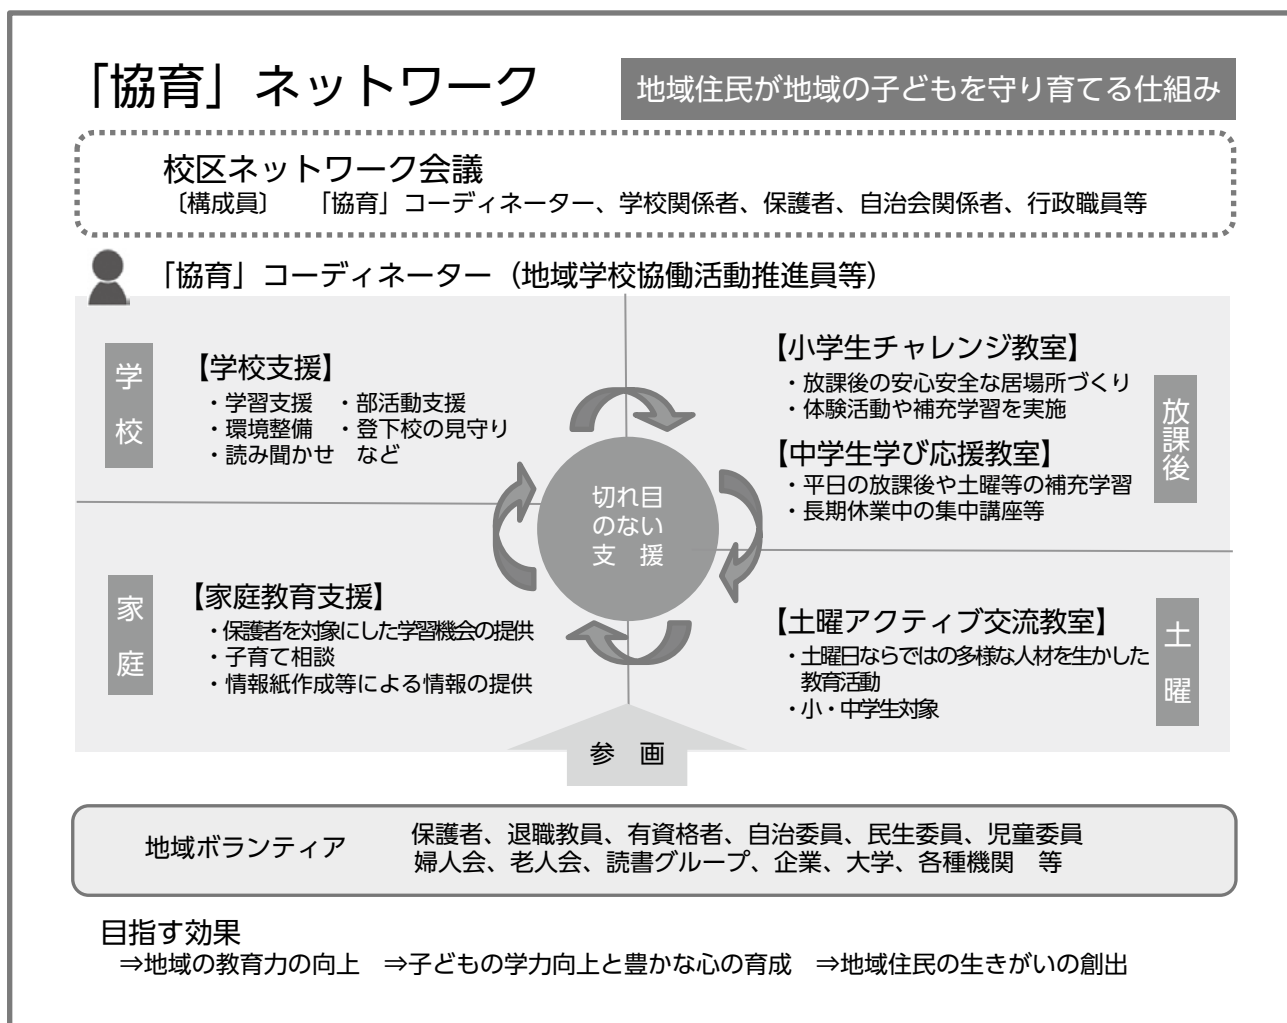 「協育」ネットワーク
地域住民が地域の子どもを守り育てる仕組み
校区ネットワーク会議
〔構成員〕　「協育」コーディネーター、学校関係者、保護者、自治会関係者、行政職員等
「協育」コーディネーター（地域学校協働活動推進員等）
学校
【学校支援】
・学習支援　・部活動支援
・環境整備　・登下校の見守り
・読み聞かせ　など
【小学生チャレンジ教室】
・放課後の安心安全な居場所づくり
・体験活動や補充学習を実施
【中学生学び応援教室】
・平日の放課後や土曜等の補充学習
・長期休業中の集中講座等
放課後
切れ目
のない
支　援
家庭
【家庭教育支援】
・保護者を対象にした学習機会の提供
・子育て相談
・情報紙作成等による情報の提供
【土曜アクティブ交流教室】
・土曜日ならではの多様な人材を生かした
教育活動
・小・中学生対象
土曜
参　画
地域ボランティア
保護者、退職教員、有資格者、自治委員、民生委員、児童委員
婦人会、老人会、読書グループ、企業、大学、各種機関　等
目指す効果
⇒地域の教育力の向上　⇒子どもの学力向上と豊かな心の育成　⇒地域住民の生きがいの創出